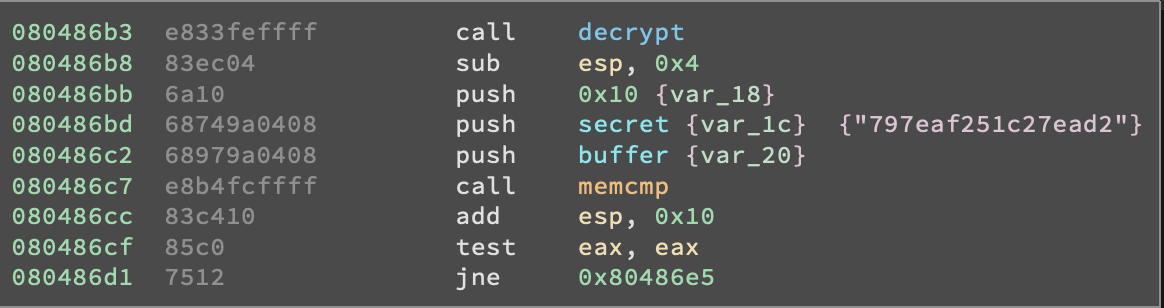 080486b3 e833feffff call decrypt
080486b8 83ec04 sub esp, 0x4
080486bb 6a10 push 0x10 {var_18}
080486bd 68749a0408 push secret {var_1c} {"797eaf251c27ead2"}
080486c2 68979a0408 push buffer {var_20}
080486c7 e8b4fcffff call memcmp
080486cc 83c410 add esp, 0x10
080486cf 85c0 test eax, eax
080486d1 7512 jne 0x80486e5